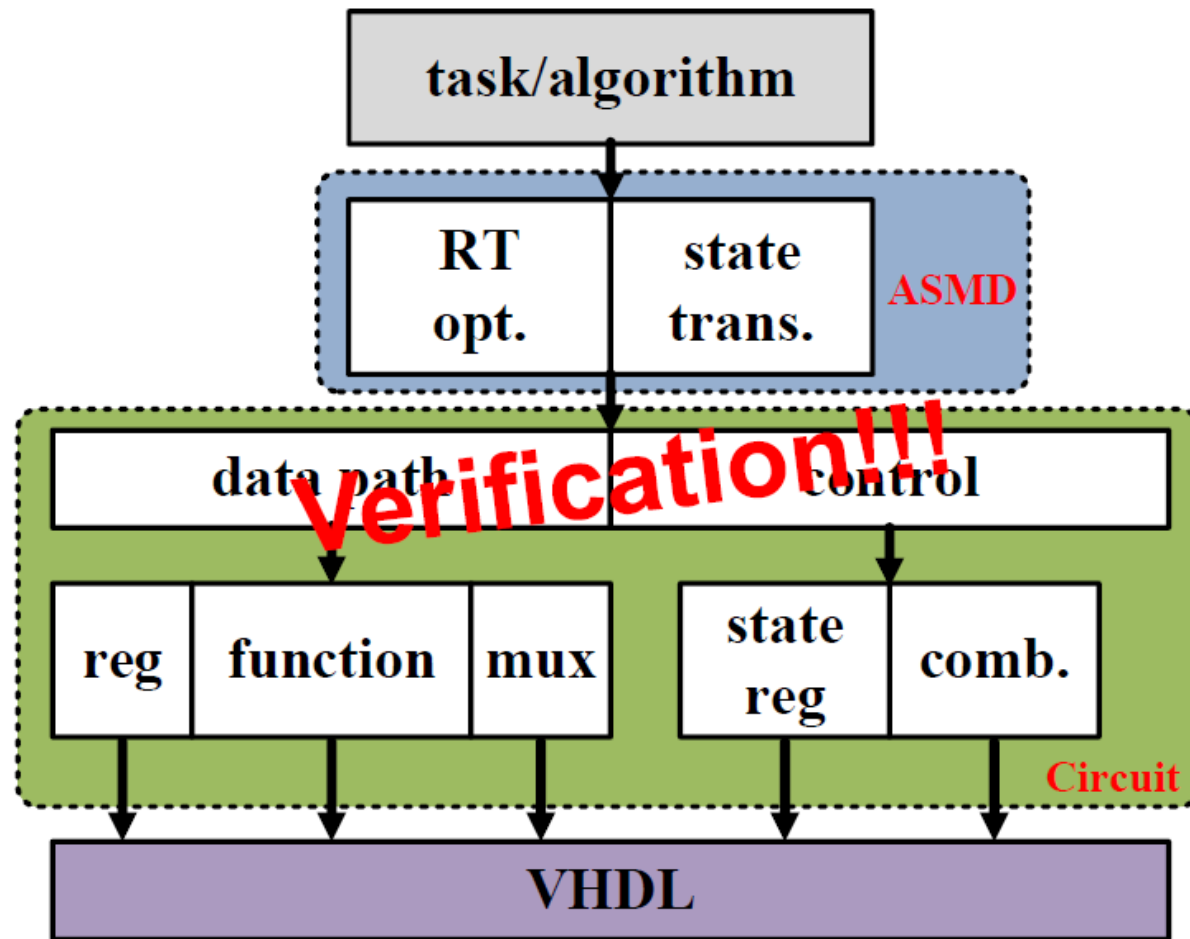 task/algorithm
RT
opt.
state
trans.
ASMD
data path
control
Verification!!!
reg
function
mux
state
reg
comb.
Circuit
VHDL